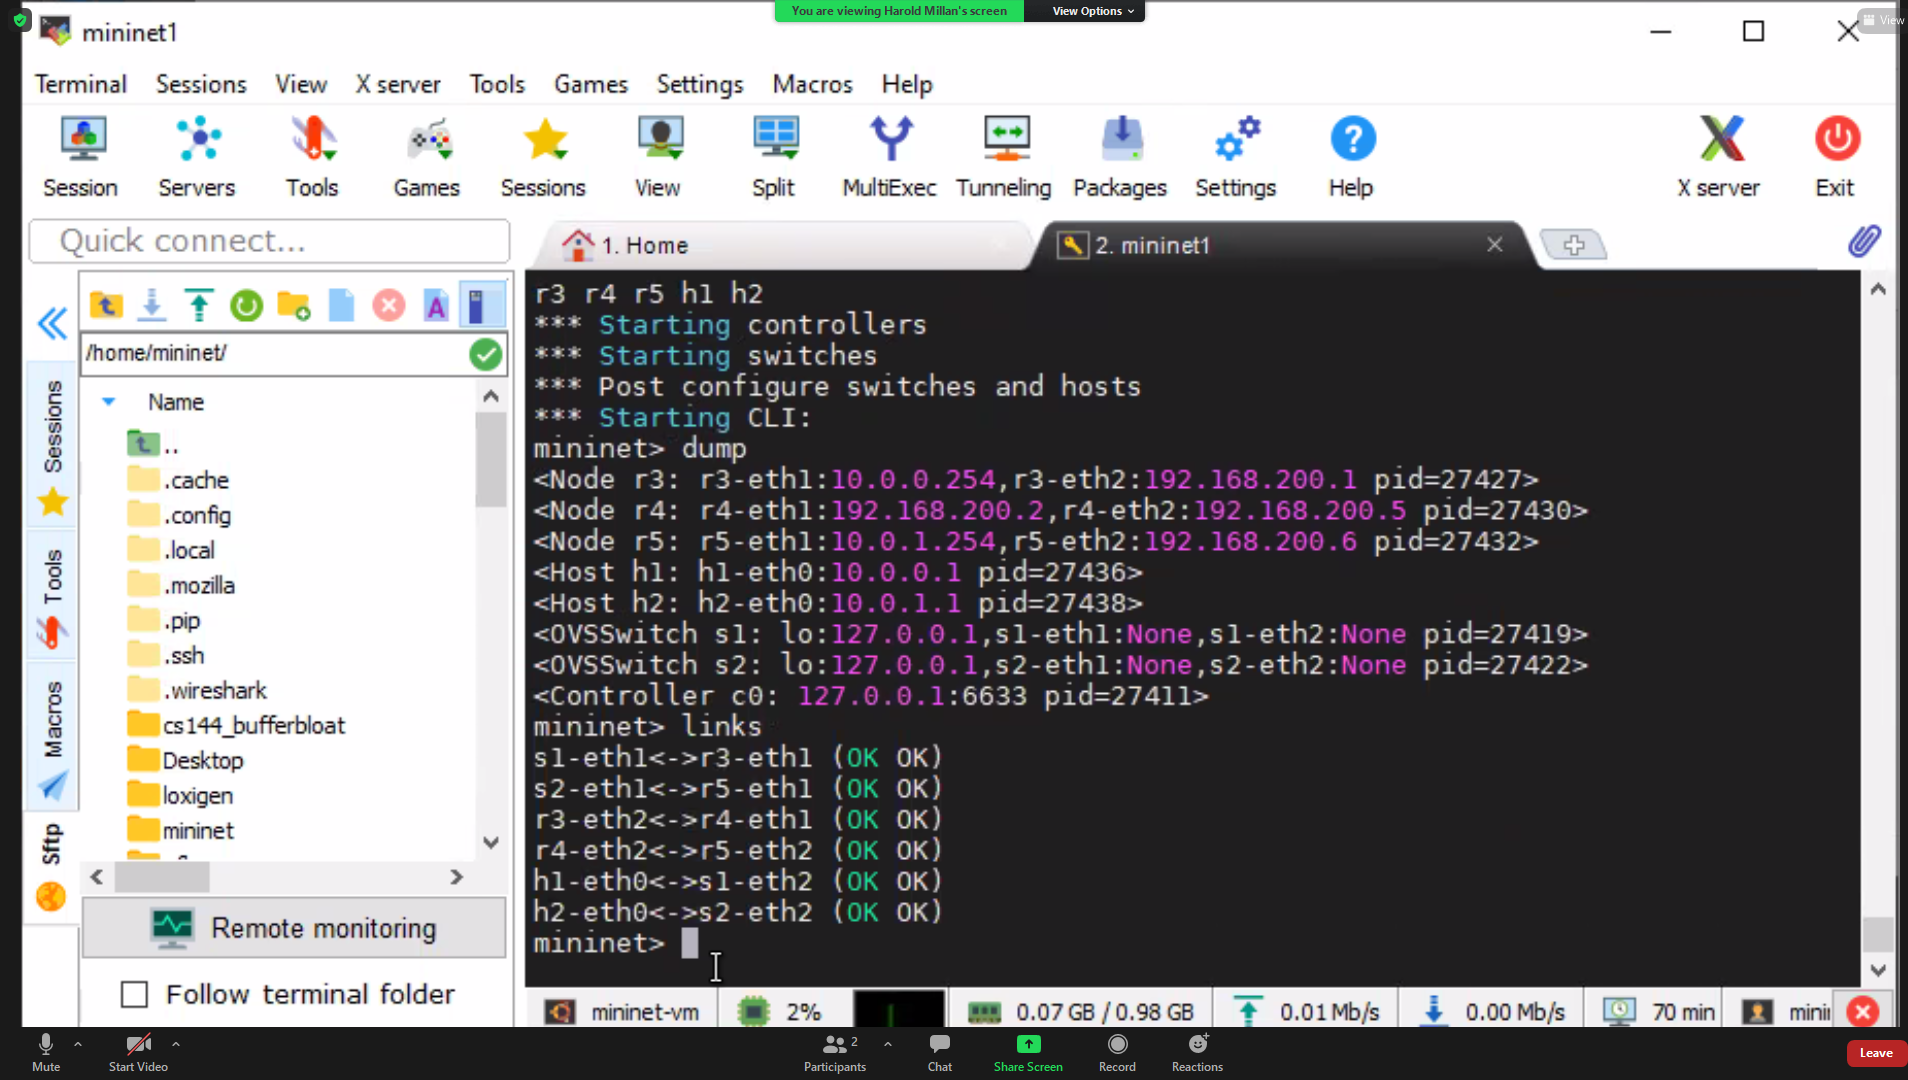 You are viewing Harold Millan's screen
View Options
View
mininet1
Terminal Sessions View X server Tools Games Settings Macros Help
Session Servers Tools Games Sessions View Split MultiExec Tunneling Packages Settings Help X server Exit
Quick connect...
1. Home
2. mininet1
/home/mininet/
Name
..
.cache
.config
.local
.mozilla
.pip
.ssh
.wireshark
cs144_bufferbloat
Desktop
loxigen
mininet
Sessions
Tools
Macros
Sftp
Remote monitoring
Follow terminal folder
r3 r4 r5 h1 h2
*** Starting controllers
*** Starting switches
*** Post configure switches and hosts
*** Starting CLI:
mininet> dump
<Node r3: r3-eth1:10.0.0.254,r3-eth2:192.168.200.1 pid=27427>
<Node r4: r4-eth1:192.168.200.2,r4-eth2:192.168.200.5 pid=27430>
<Node r5: r5-eth1:10.0.1.254,r5-eth2:192.168.200.6 pid=27432>
<Host h1: h1-eth0:10.0.0.1 pid=27436>
<Host h2: h2-eth0:10.0.1.1 pid=27438>
<OVSSwitch s1: lo:127.0.0.1,s1-eth1:None,s1-eth2:None pid=27419>
<OVSSwitch s2: lo:127.0.0.1,s2-eth1:None,s2-eth2:None pid=27422>
<Controller c0: 127.0.0.1:6633 pid=27411>
mininet> links
s1-eth1<->r3-eth1 (OK OK)
s2-eth1<->r5-eth1 (OK OK)
r3-eth2<->r4-eth1 (OK OK)
r4-eth2<->r5-eth2 (OK OK)
h1-eth0<->s1-eth2 (OK OK)
h2-eth0<->s2-eth2 (OK OK)
mininet>
mininet-vm 2% 0.07 GB / 0.98 GB 0.01 Mb/s 0.00 Mb/s 70 min mini
Mute Start Video Participants 2 Chat Share Screen Record Reactions Leave